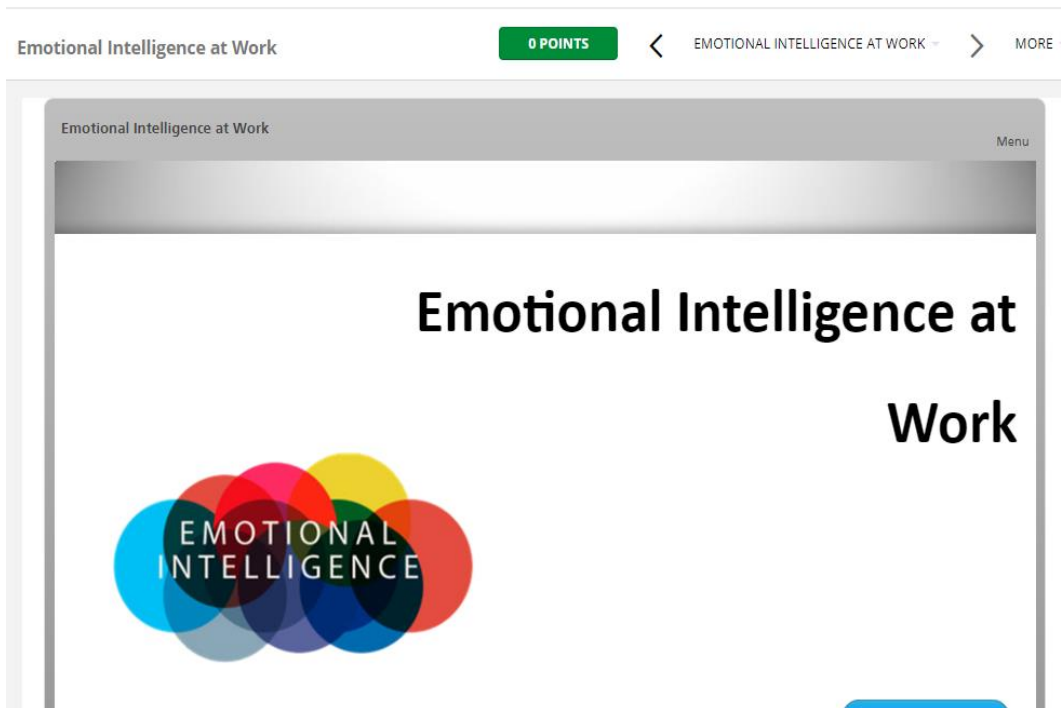 Emotional Intelligence at Work
0 POINTS
EMOTIONAL INTELLIGENCE AT WORK
MORE
Emotional Intelligence at Work
Menu
Emotional Intelligence at
Work
EMOTIONAL
INTELLIGENCE